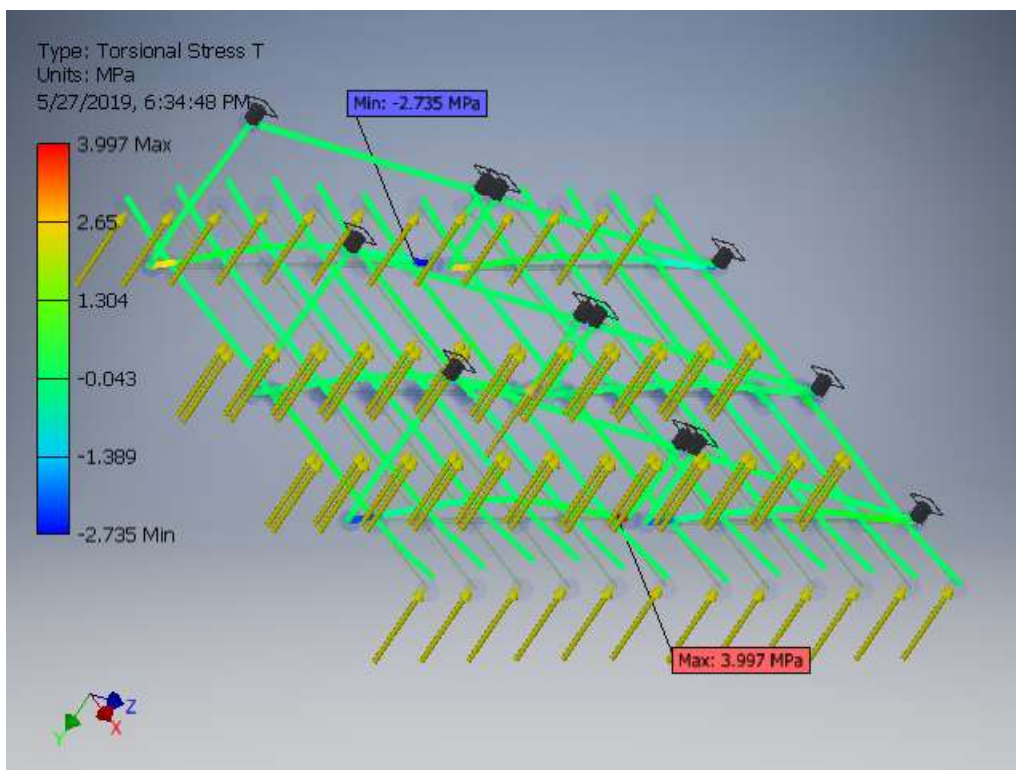 Type: Torsional Stress T
Units: MPa
5/27/2019, 6:34:48 PM
Min: -2.735 MPa
3.997 Max
2.65
1.304
-0.043
-1.389
-2.735 Min
Max: 3.997 MPa
Z
X
Y